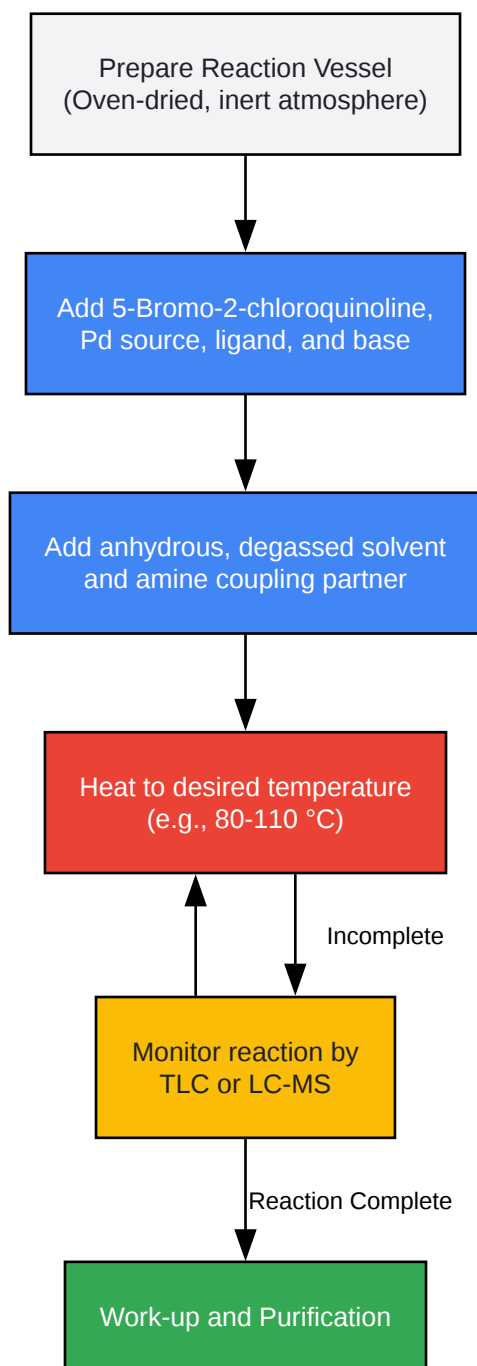 Prepare Reaction Vessel
(Oven-dried, inert atmosphere)
Add 5-Bromo-2-chloroquinoline,
Pd source, ligand, and base
Add anhydrous, degassed solvent
and amine coupling partner
Heat to desired temperature
(e.g., 80-110 °C)
Incomplete
Monitor reaction by
TLC or LC-MS
Reaction Complete
Work-up and Purification